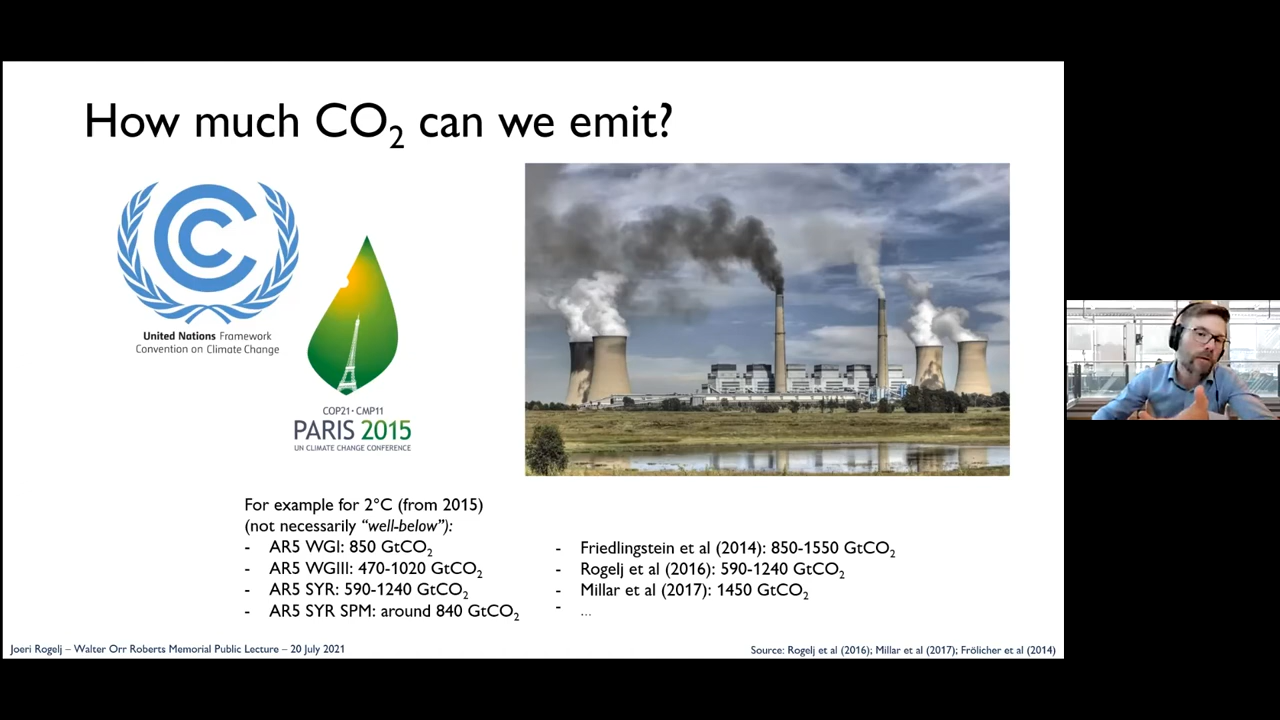 How much CO₂ can we emit?
United Nations Framework
Convention on Climate Change
COP21·CMP11
PARIS 2015
UN CLIMATE CHANGE CONFERENCE
For example for 2°C (from 2015)
(not necessarily “well-below”):
- AR5 WGI: 850 GtCO₂
- AR5 WGIII: 470-1020 GtCO₂
- AR5 SYR: 590-1240 GtCO₂
- AR5 SYR SPM: around 840 GtCO₂
- Friedlingstein et al (2014): 850-1550 GtCO₂
- Rogelj et al (2016): 590-1240 GtCO₂
- Millar et al (2017): 1450 GtCO₂
- ...
Joeri Rogelj – Walter Orr Roberts Memorial Public Lecture – 20 July 2021
Source: Rogelj et al (2016); Millar et al (2017); Frölicher et al (2014)